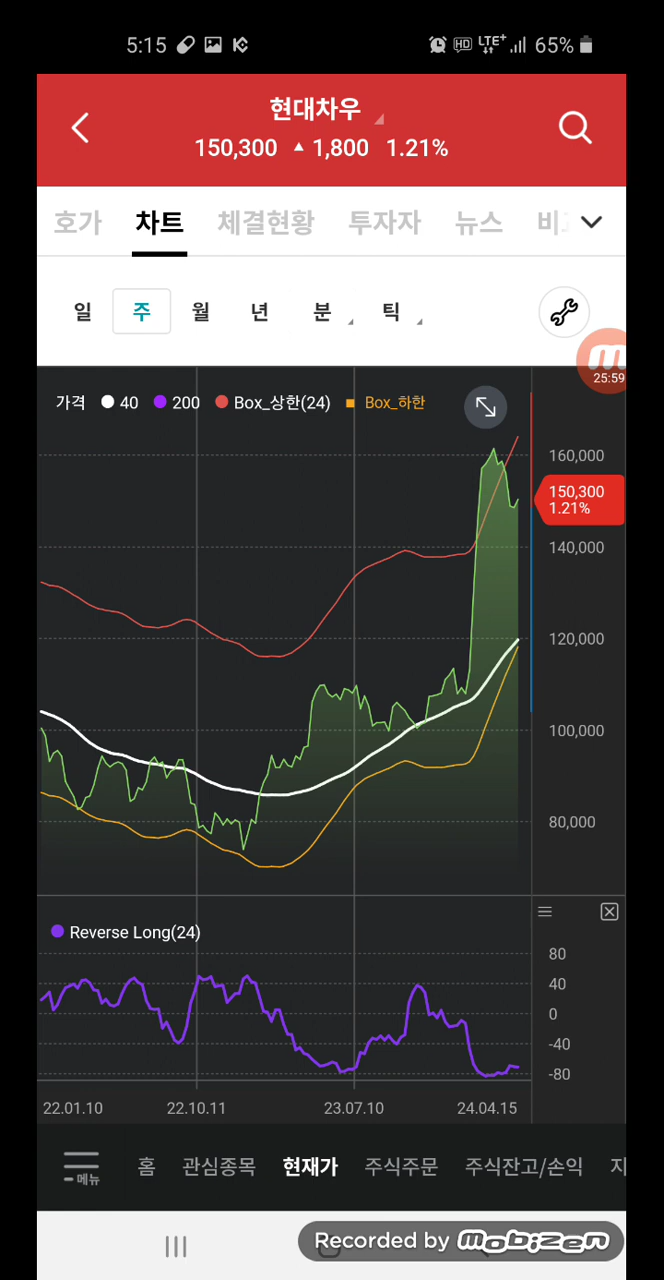 5:15 HD LTE+ 65%
현대차우
150,300 ▲ 1,800 1.21%
호가 차트 체결현황 투자자 뉴스
일 주 월 년 분 틱
25:59
가격 40 200 Box_상한(24) Box_하한
160,000
150,300
1.21%
140,000
120,000
100,000
80,000
Reverse Long(24)
80
40
0
-40
-80
22.01.10 22.10.11 23.07.10 24.04.15
메뉴 홈 관심종목 현재가 주식주문 주식잔고/손익
Recorded by mobizen